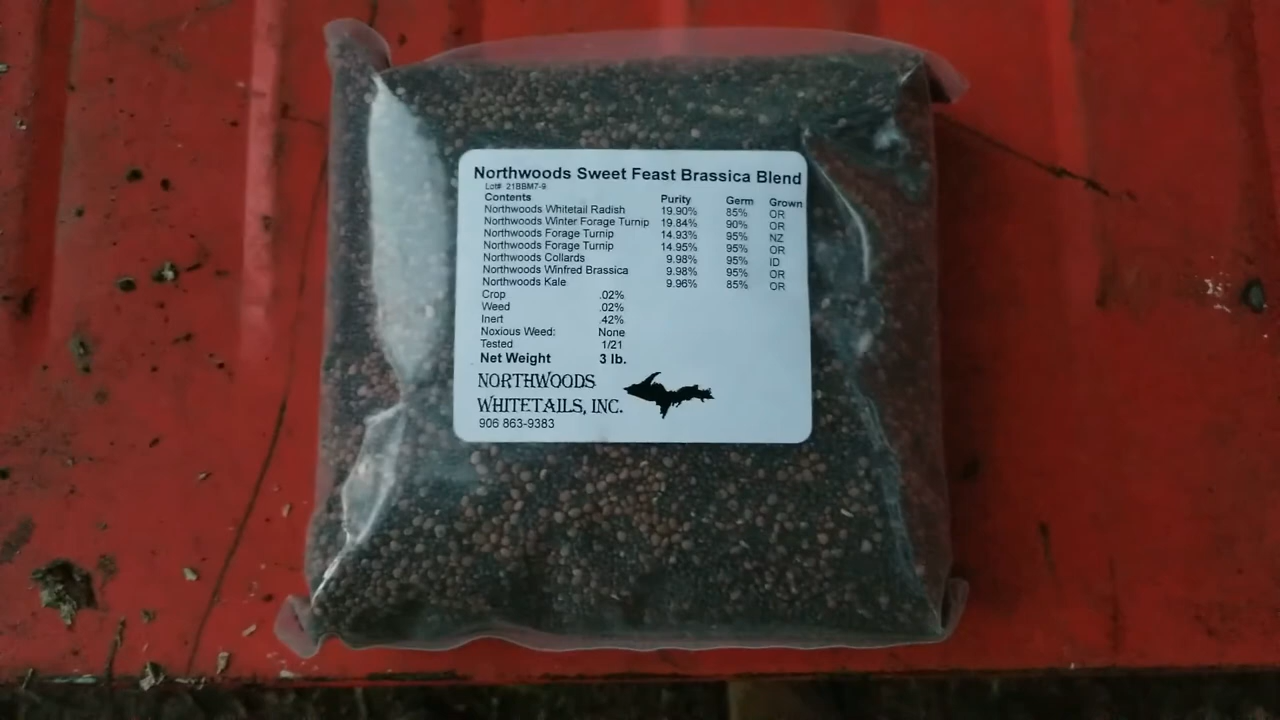 Northwoods Sweet Feast Brassica Blend
Lot# 21BBM7-9
Contents Purity Germ Grown
Northwoods Whitetail Radish 19.90% 85% OR
Northwoods Winter Forage Turnip 19.84% 90% OR
Northwoods Forage Turnip 14.93% 95% NZ
Northwoods Forage Turnip 14.95% 95% OR
Northwoods Collards 9.98% 95% ID
Northwoods Winfred Brassica 9.98% 95% OR
Northwoods Kale 9.96% 85% OR
Crop .02%
Weed .02%
Inert .42%
Noxious Weed: None
Tested 1/21
Net Weight 3 lb.
NORTHWOODS
WHITETAILS, INC.
906 863-9383